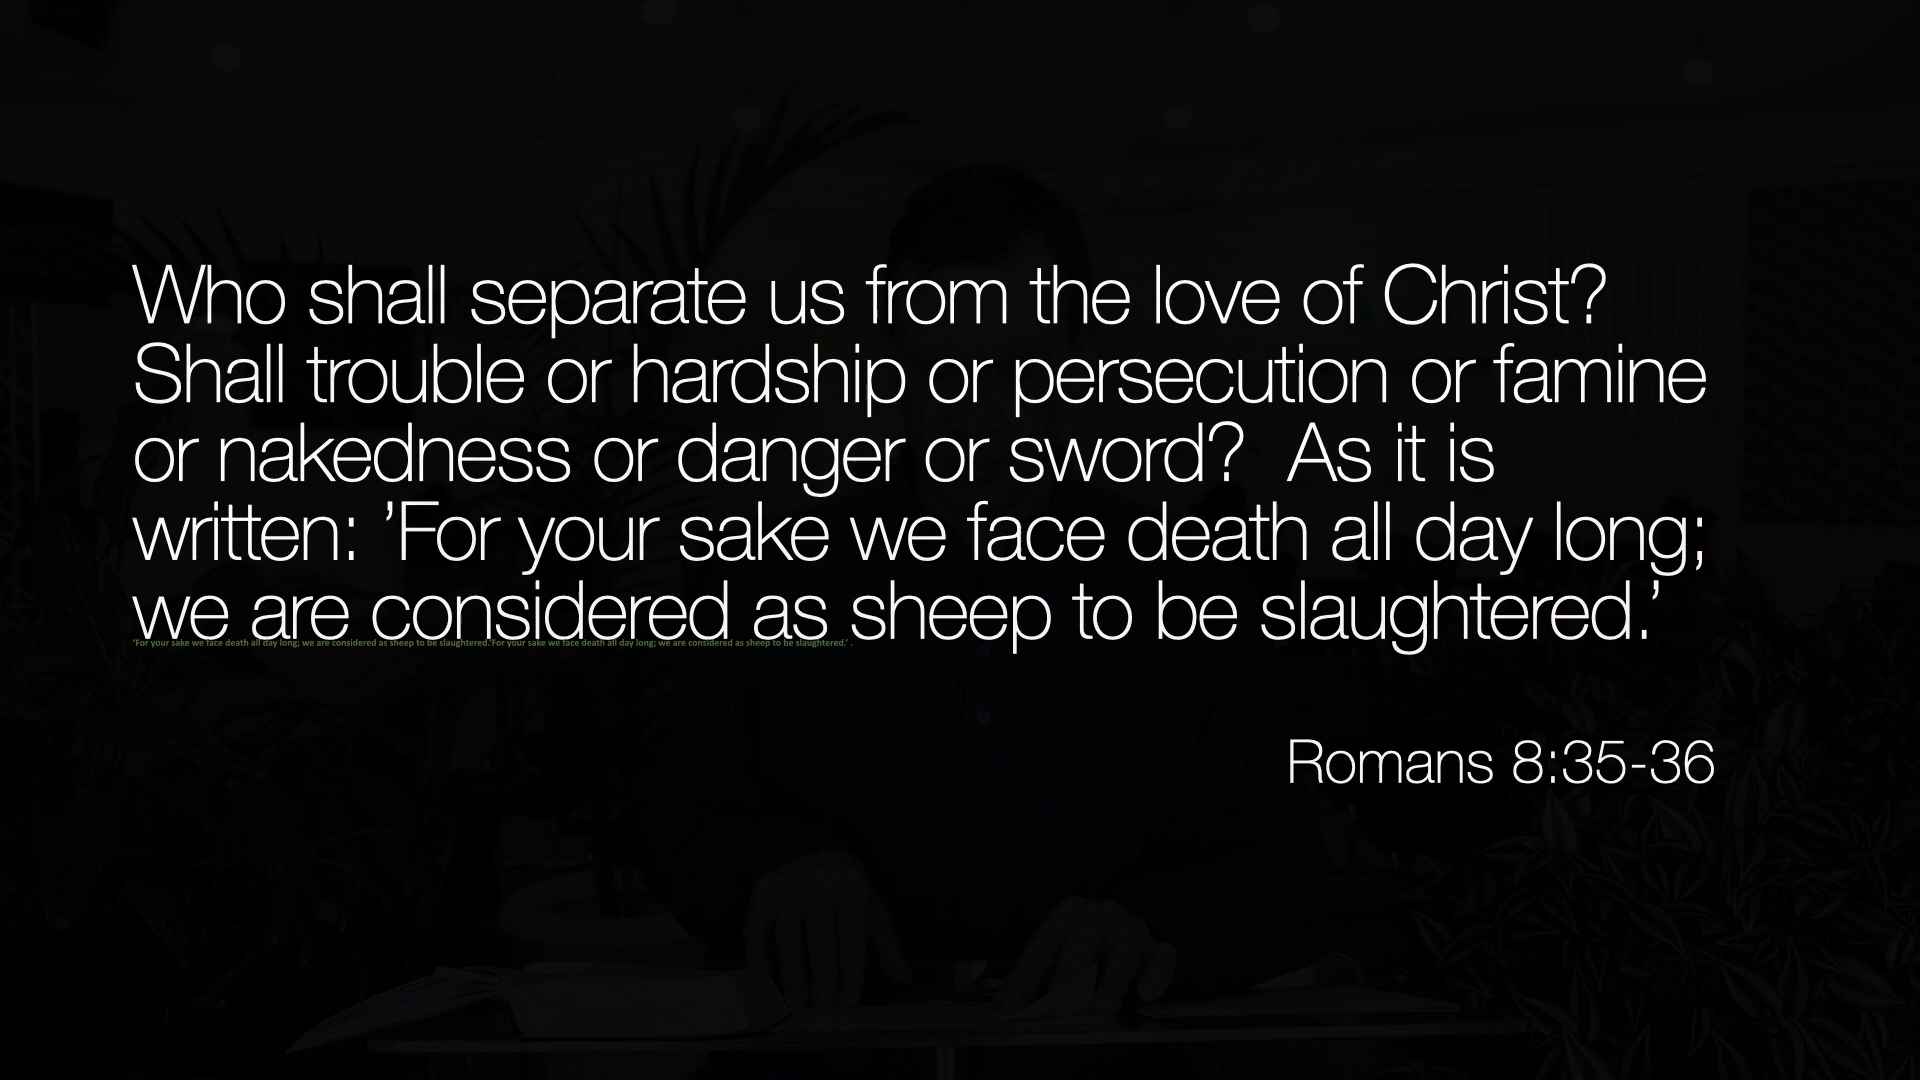 Who shall separate us from the love of Christ?
Shall trouble or hardship or persecution or famine
or nakedness or danger or sword?  As it is
written: ’For your sake we face death all day long;
we are considered as sheep to be slaughtered.’
‘For your sake we face death all day long; we are considered as sheep to be slaughtered.‘For your sake we face death all day long; we are considered as sheep to be slaughtered.’ .
Romans 8:35-36